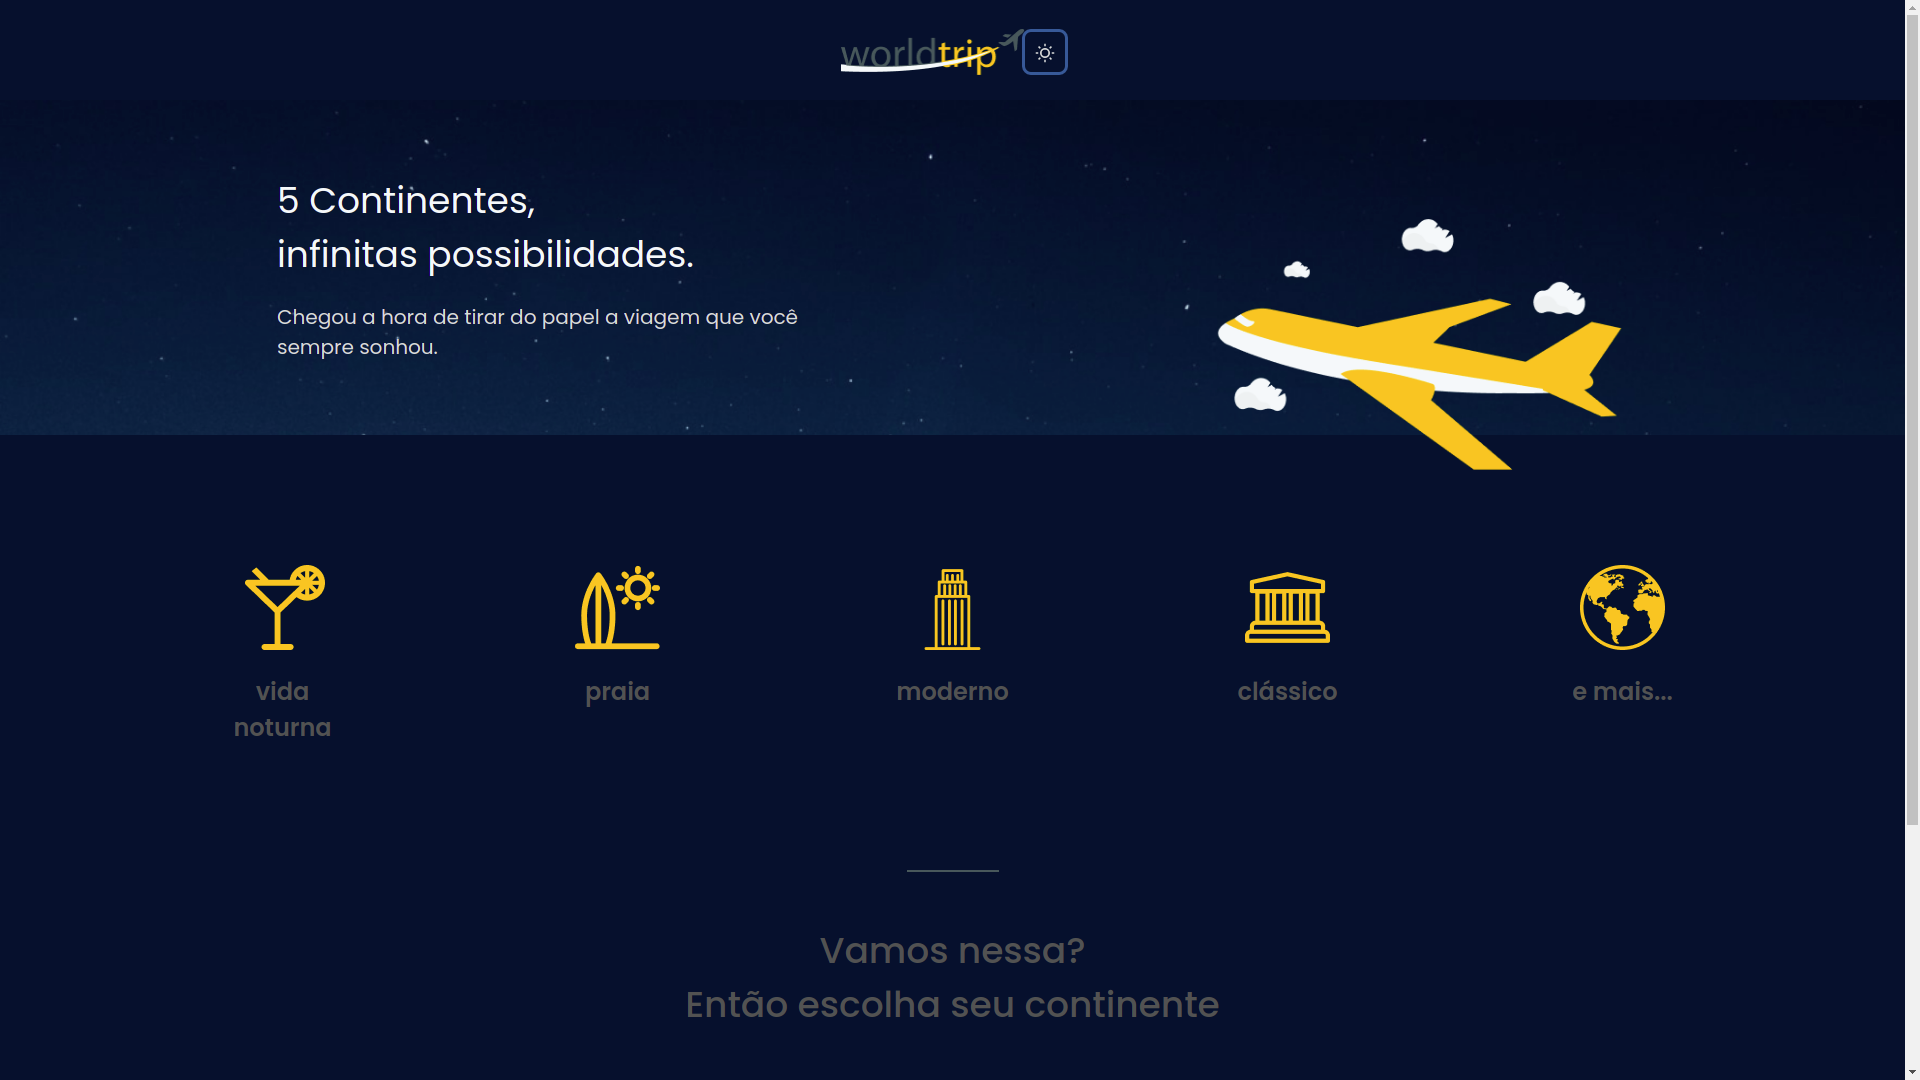 worldtrip
5 Continentes,
infinitas possibilidades.
Chegou a hora de tirar do papel a viagem que você
sempre sonhou.
vida
noturna
praia
moderno
clássico
e mais...
Vamos nessa?
Então escolha seu continente